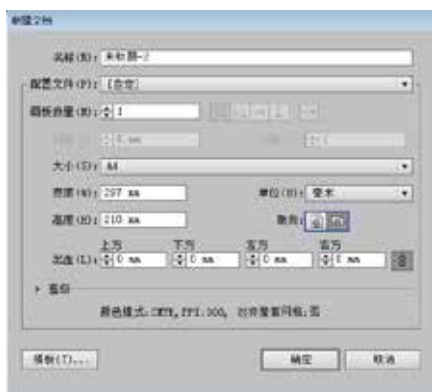 新建文档
名称(N): 未标题-2
配置文件(P): [自定]
画板数量(M): 1
大小(S): A4
宽度(W): 297 mm 单位(U): 毫米
高度(H): 210 mm 取向:
上方 下方 左方 右方
出血(L): 0 mm 0 mm 0 mm 0 mm
高级
颜色模式:CMYK, PPI:300, 对齐像素网格:否
模板(T)... 确定 取消